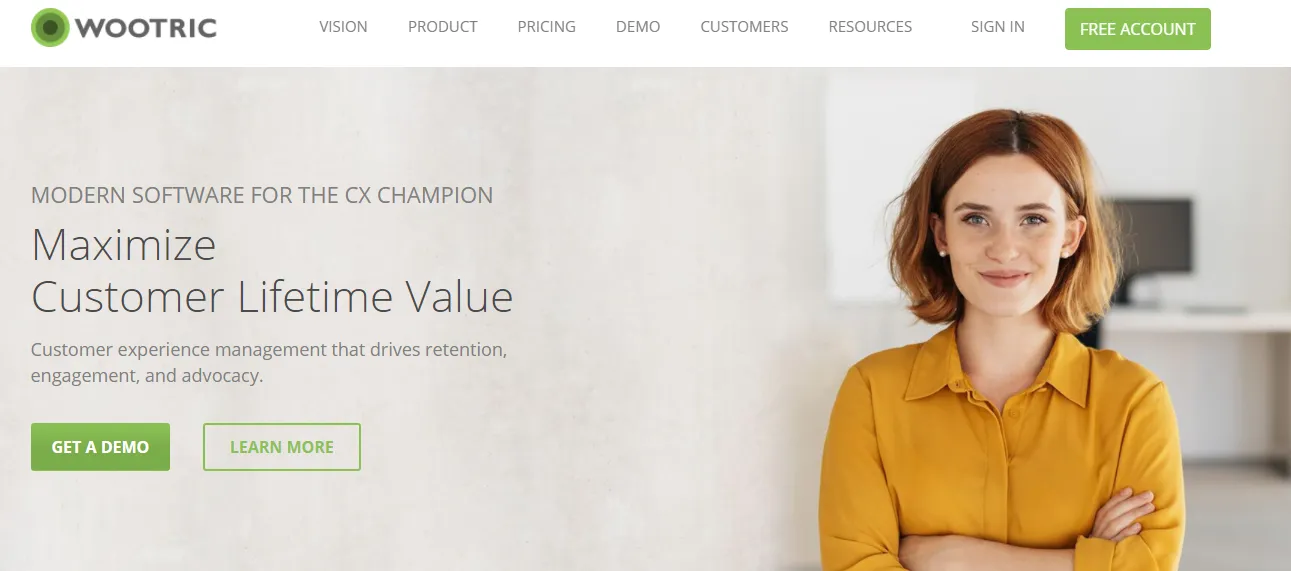 WOOTRIC
VISION PRODUCT PRICING DEMO CUSTOMERS RESOURCES SIGN IN FREE ACCOUNT
MODERN SOFTWARE FOR THE CX CHAMPION
Maximize
Customer Lifetime Value
Customer experience management that drives retention,
engagement, and advocacy.
GET A DEMO LEARN MORE